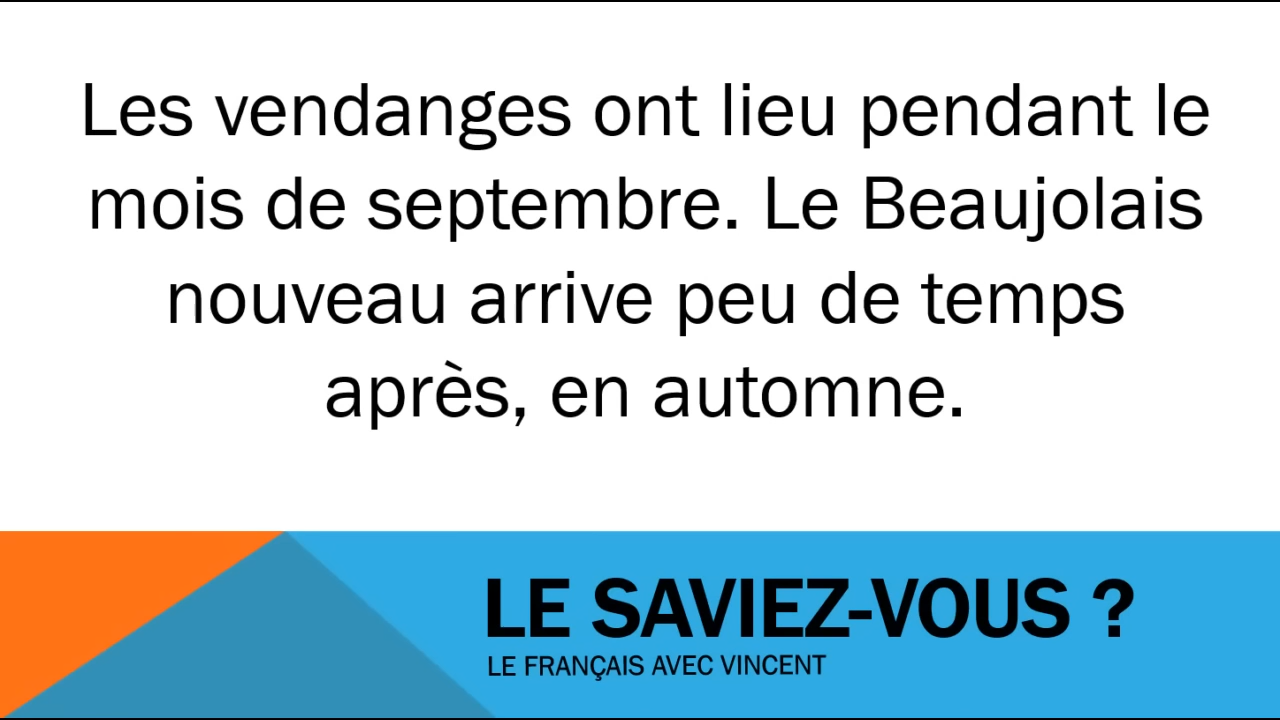 Les vendanges ont lieu pendant le
mois de septembre. Le Beaujolais
nouveau arrive peu de temps
après, en automne.
LE SAVIEZ-VOUS ?
LE FRANÇAIS AVEC VINCENT